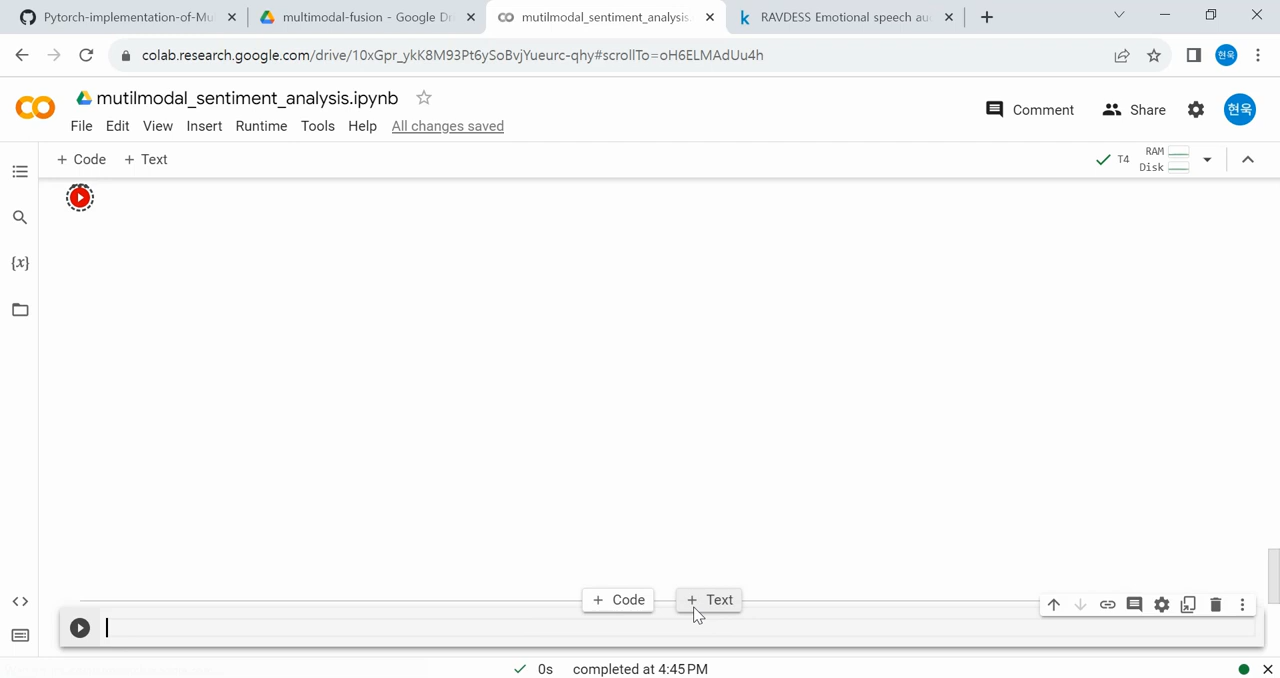 Pytorch-implementation-of-Mu
multimodal-fusion - Google Dr
mutilmodal_sentiment_analysis.
RAVDESS Emotional speech au
colab.research.google.com/drive/10xGpr_ykK8M93Pt6ySoBvjYueurc-qhy#scrollTo=oH6ELMAdUu4h
현욱
mutilmodal_sentiment_analysis.ipynb
Comment
Share
현욱
File Edit View Insert Runtime Tools Help All changes saved
+ Code + Text
T4
RAM
Disk
{x}
+ Code
+ Text
0s completed at 4:45 PM